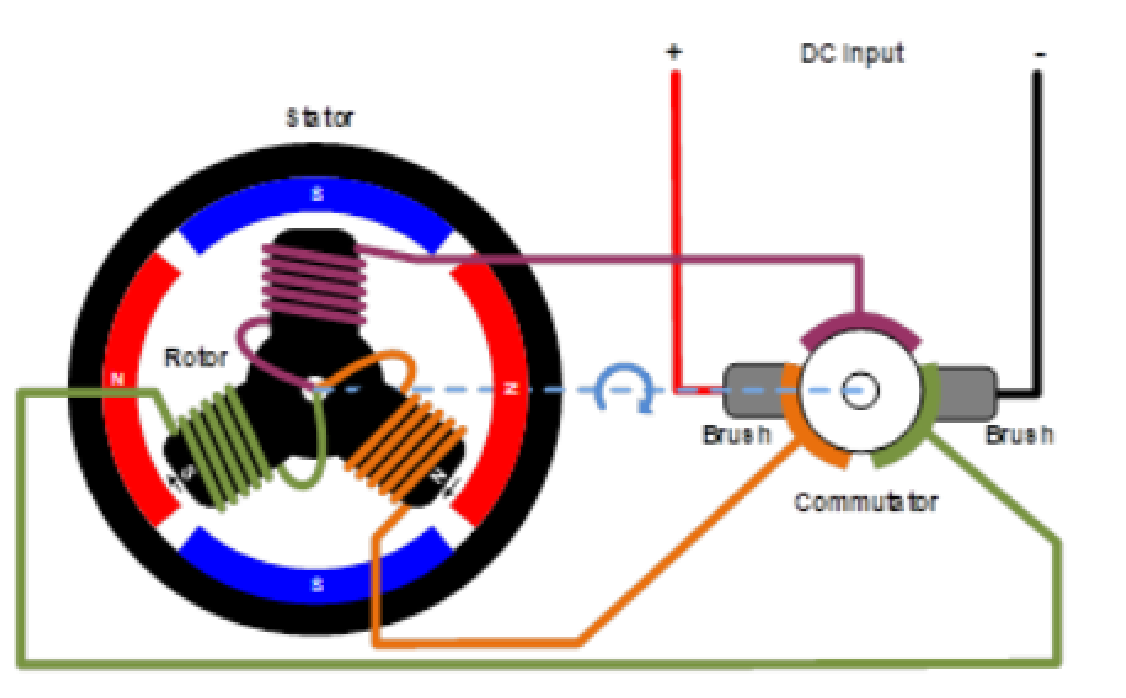 + DC Input -
Stator
S
Rotor
N N
Brush Brush
S N
Commutator
S